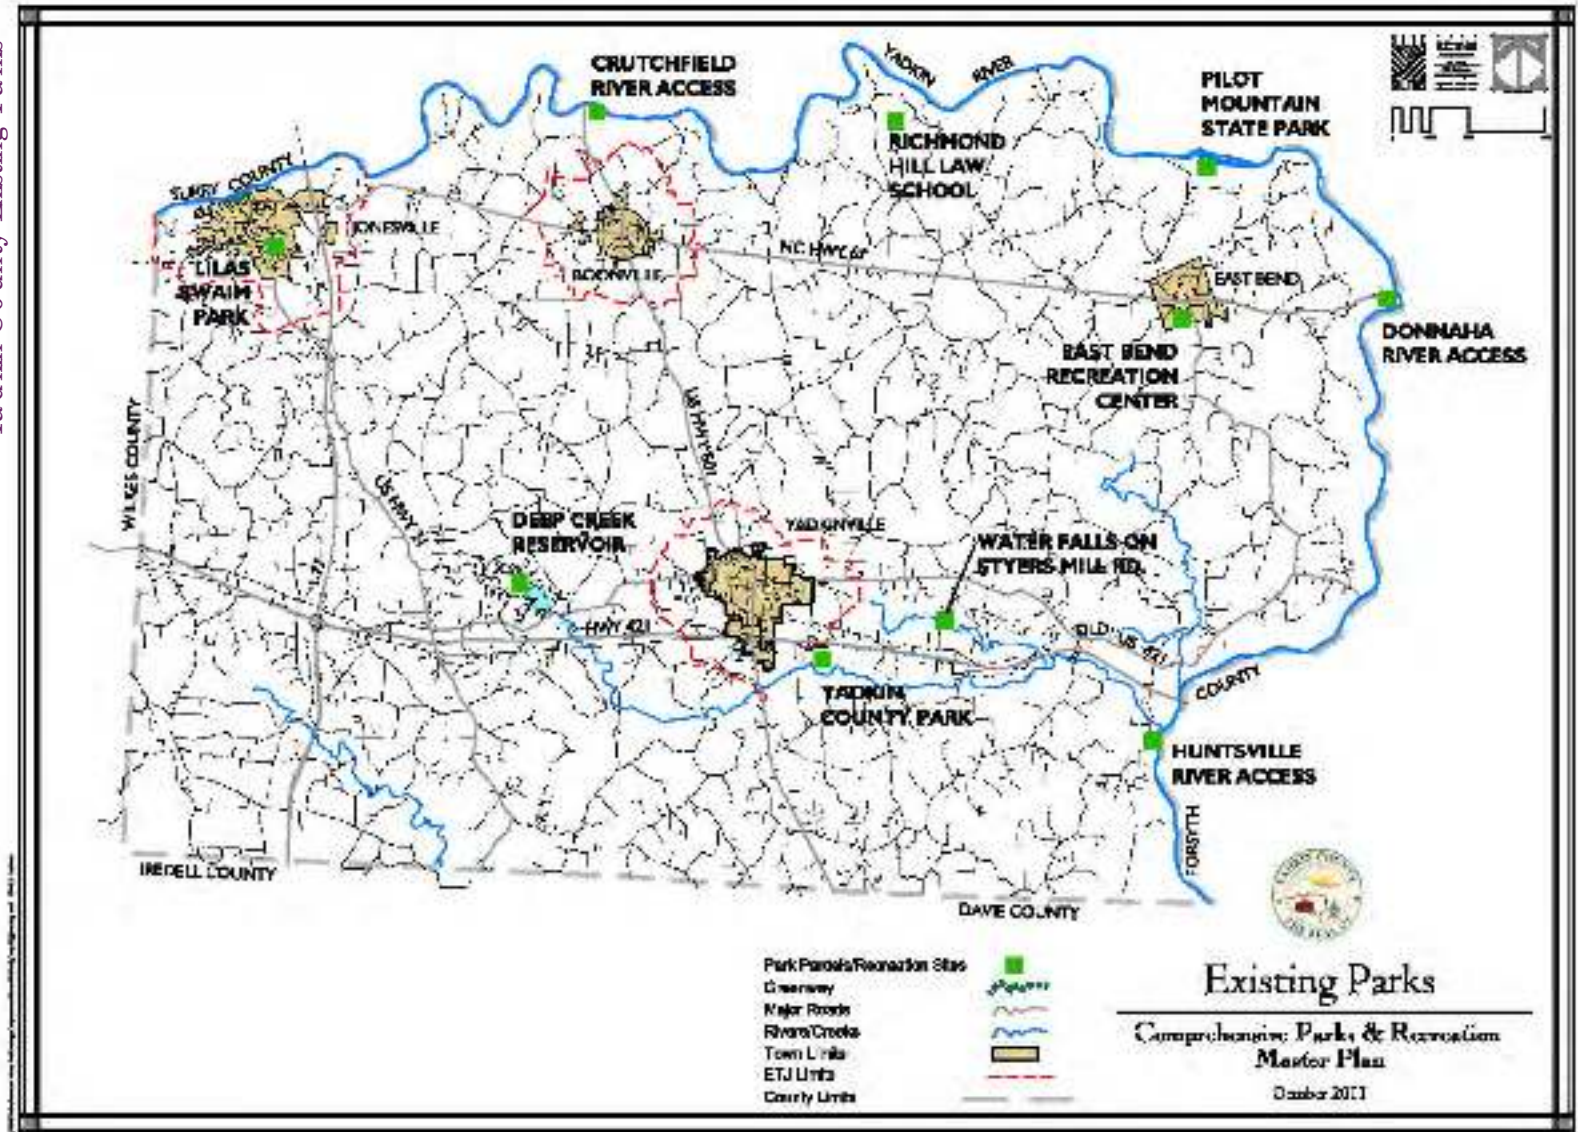 CRUTCHFIELD
RIVER ACCESS
YADKIN RIVER
PILOT
MOUNTAIN
STATE PARK
RICHMOND
HILL LAW
SCHOOL
SURRY COUNTY
JONESVILLE
LILAS
SWAIM
PARK
BOONVILLE
NC HWY 67
EAST BEND
DONNAHA
RIVER ACCESS
EAST BEND
RECREATION
CENTER
WILKES COUNTY
US HWY 601
US HWY 21
DEEP CREEK
RESERVOIR
YADKINVILLE
WATER FALLS ON
STYERS MILL RD.
I-77
HWY 421
OLD US 421
YADKIN
COUNTY PARK
COUNTY
HUNTSVILLE
RIVER ACCESS
FORSYTH
IREDELL COUNTY
DAVIE COUNTY
Park Parcels/Recreation Sites
Greenway
Major Roads
Rivers/Creeks
Town Limits
ETJ Limits
County Limits
Existing Parks
Comprehensive Parks & Recreation
Master Plan
October 2011